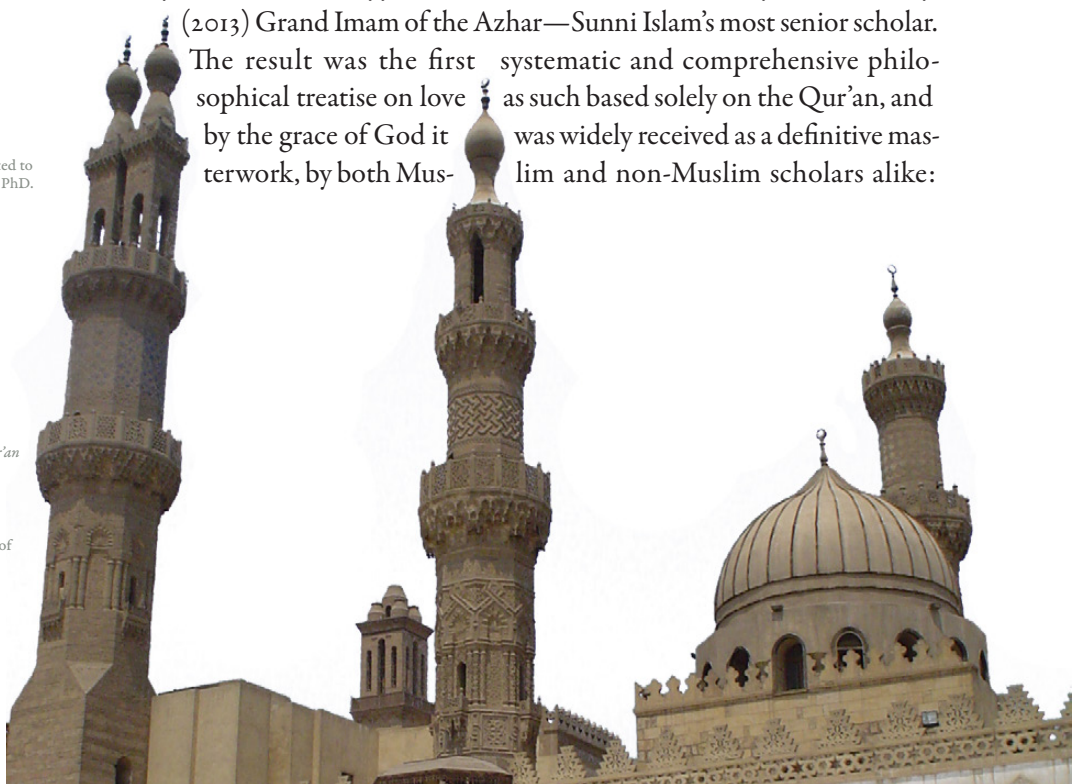 (2013) Grand Imam of the Azhar—Sunni Islam’s most senior scholar.
The result was the first systematic and comprehensive philo-
sophical treatise on love as such based solely on the Qur’an, and
by the grace of God it was widely received as a definitive mas-
terwork, by both Mus- lim and non-Muslim scholars alike:
to
PhD.
of